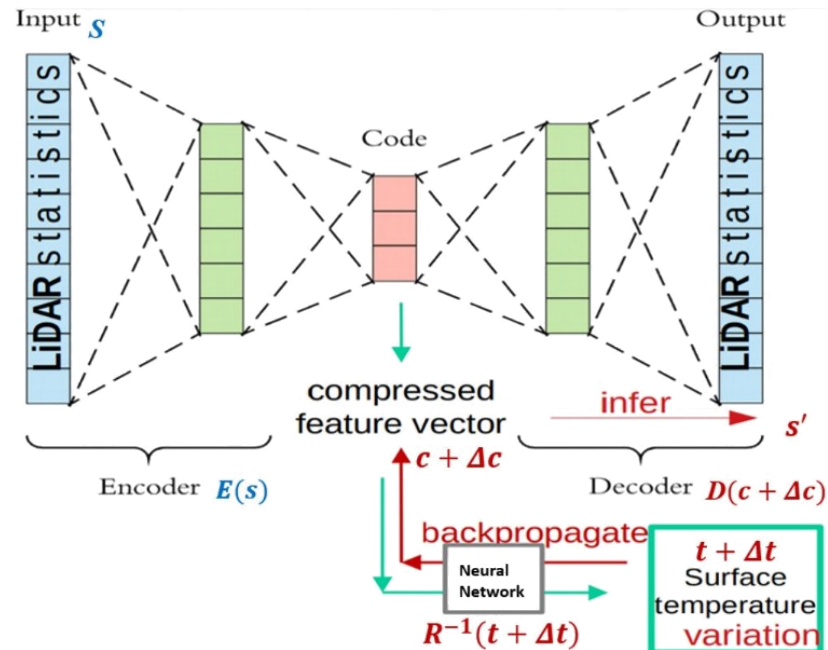 Input S
Output
LiDAR statistics
Code
LiDAR statistics
compressed
feature vector
infer
s'
c + Δc
Encoder E(s)
Decoder D(c + Δc)
backpropagate
Neural
Network
t + Δt
Surface
temperature
variation
R⁻¹(t + Δt)